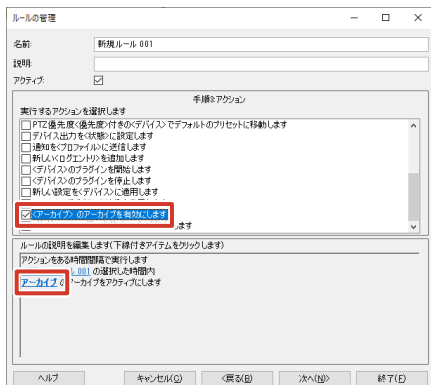 ルールの管理
名前:
新規ルール 001
説明:
アクティブ:
手順3:アクション
実行するアクションを選択します
PTZ優先度<優先度>付きの<デバイス>でデフォルトのプリセットに移動します
デバイス出力を<状態>に設定します
通知を<プロファイル>に送信します
新しい<ログエントリ>を追加します
<デバイス>のプラグインを開始します
<デバイス>のプラグインを停止します
新しい設定を<デバイス>に適用します
<アーカイブ> のアーカイブを有効にします
ます
ルールの説明を編集します(下線付きアイテムをクリックします)
アクションをある時間間隔で実行します
001 の選択した時間内
アーカイブ のアーカイブをアクティブにします
ヘルプ
キャンセル(C)
<戻る(B)
次へ(N)>
終了(F)